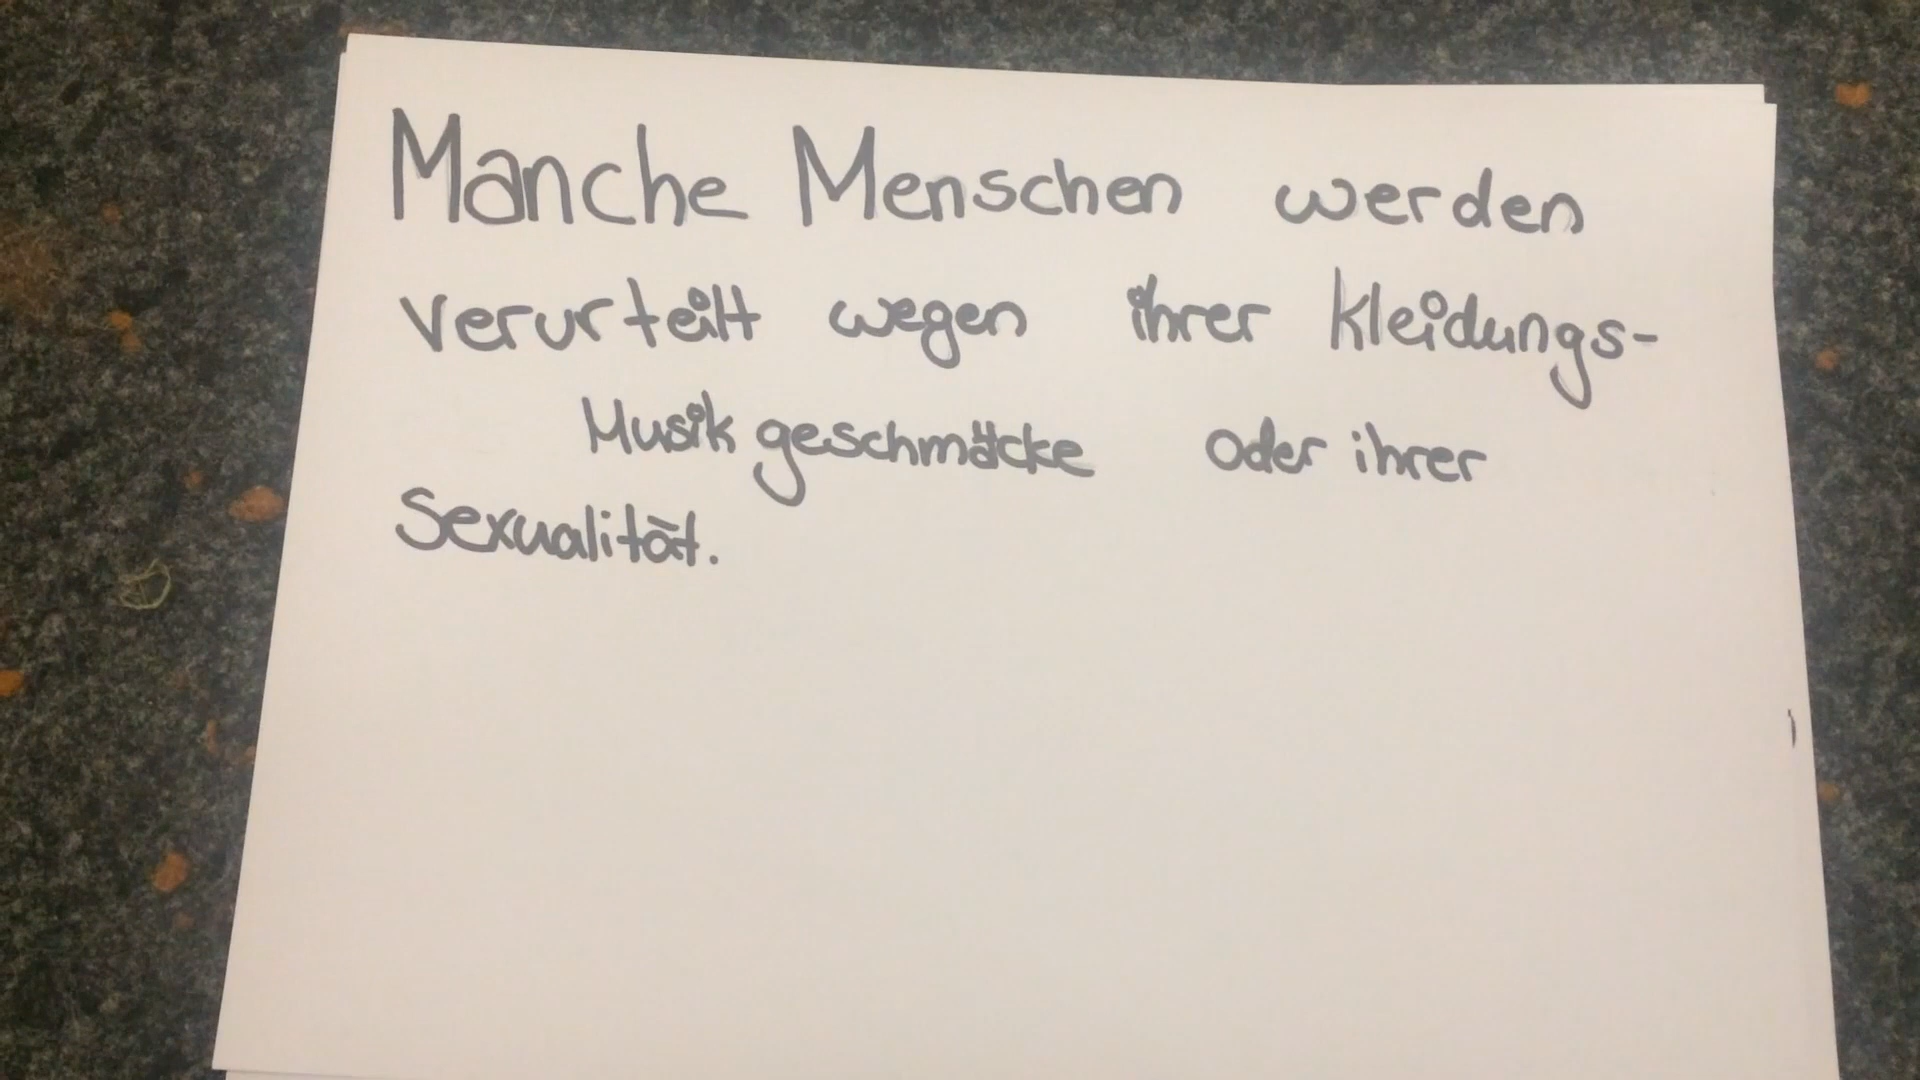 Manche Menschen werden
verurteilt wegen ihrer Kleidungs-
Musikgeschmäcke oder ihrer
Sexualität.